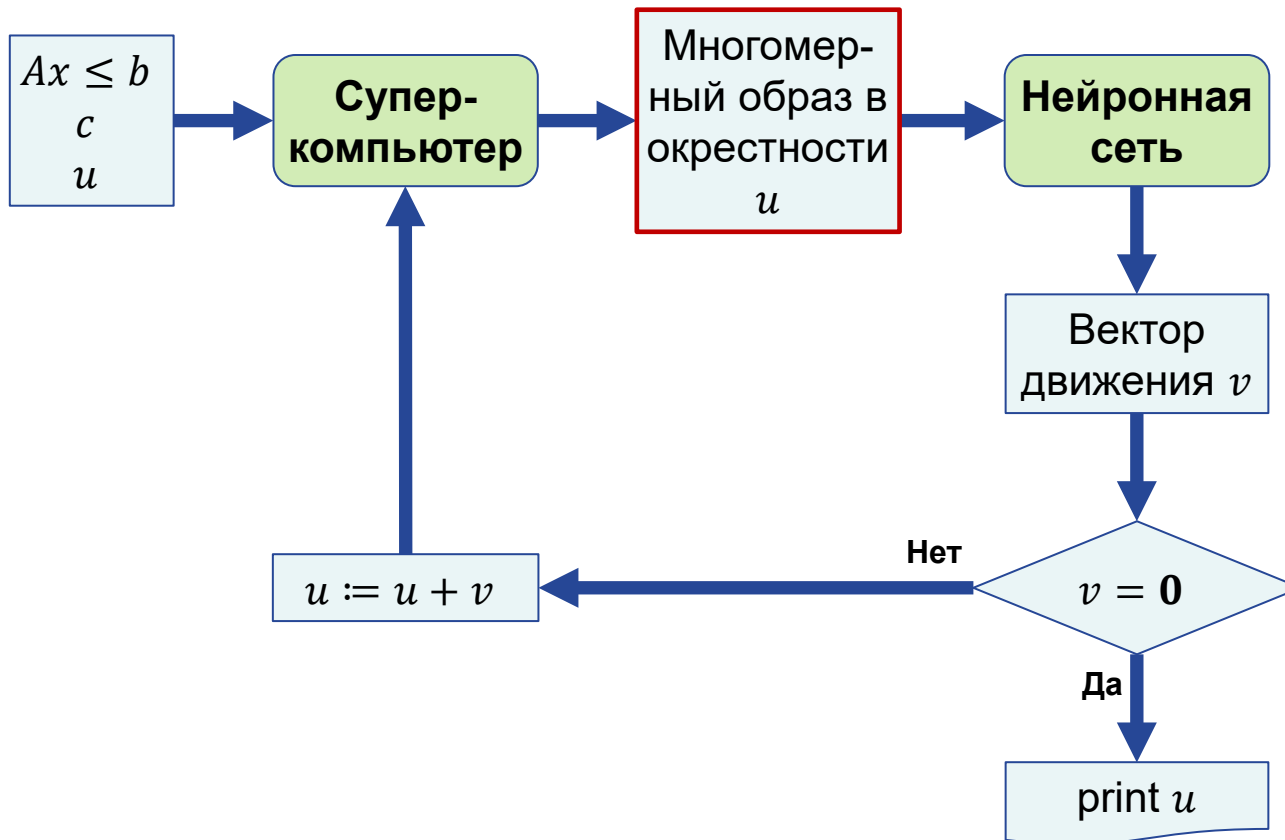 Ax ≤ b
c
u
Супер-
компьютер
Многомер-
ный образ в
окрестности
u
Нейронная
сеть
Вектор
движения v
v = 0
Нет
u ≔ u + v
Да
print u